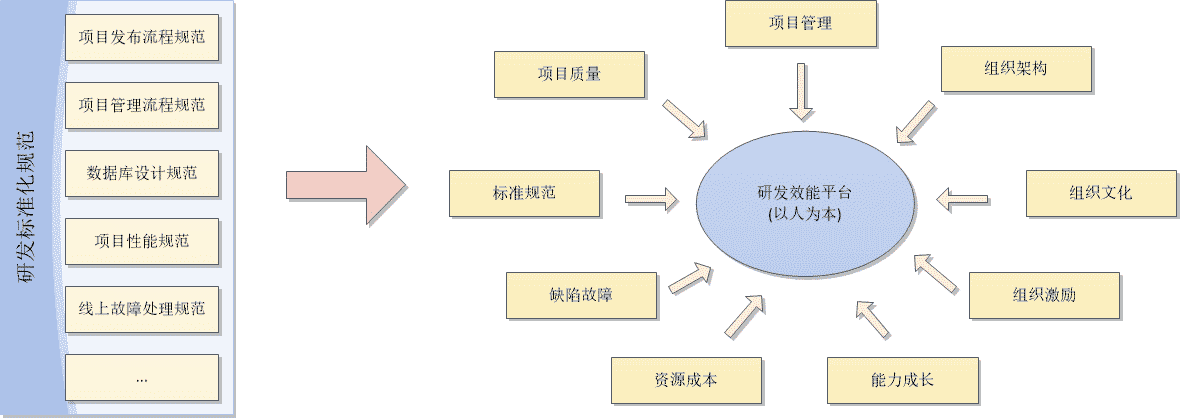 研发标准化规范
项目发布流程规范
项目管理流程规范
数据库设计规范
项目性能规范
线上故障处理规范
...
项目管理
项目质量
组织架构
标准规范
研发效能平台
(以人为本)
组织文化
缺陷故障
组织激励
资源成本
能力成长